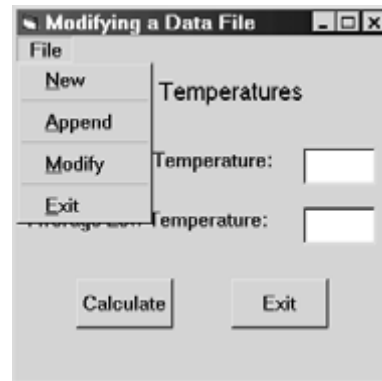 Modifying a Data File
File
New
Append
Modify
Exit
Temperatures
Temperature:
Temperature:
Calculate
Exit